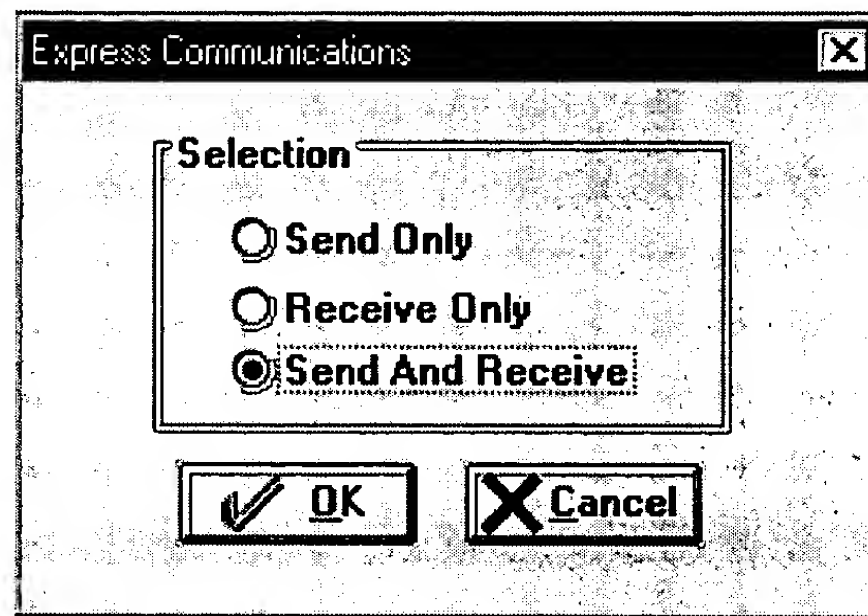 Express Communications
Selection
Send Only
Receive Only
Send And Receive
OK
Cancel